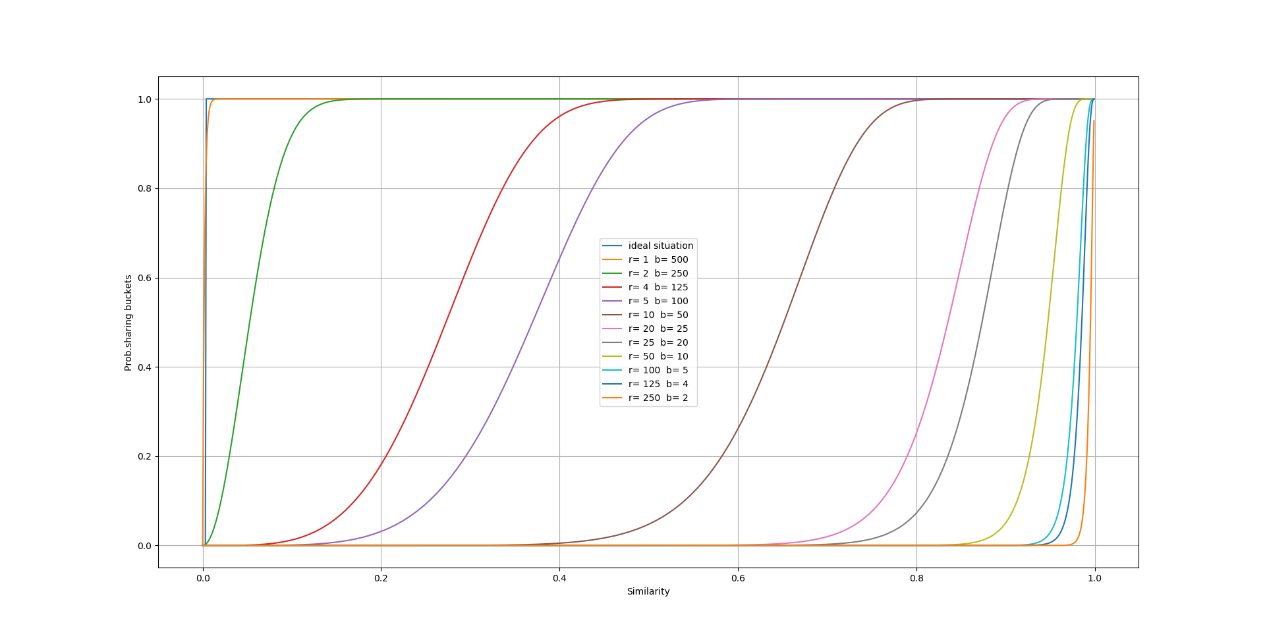 1.0
0.8
0.6
0.4
0.2
0.0
Prob.sharing buckets
ideal situation
r= 1 b= 500
r= 2 b= 250
r= 4 b= 125
r= 5 b= 100
r= 10 b= 50
r= 20 b= 25
r= 25 b= 20
r= 50 b= 10
r= 100 b= 5
r= 125 b= 4
r= 250 b= 2
0.0 0.2 0.4 0.6 0.8 1.0
Similarity